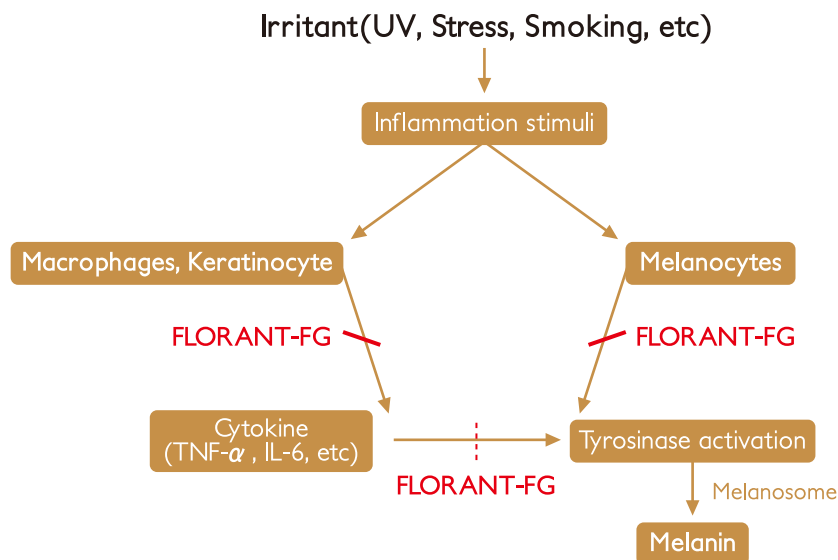 Irritant(UV, Stress, Smoking, etc)
Inflammation stimuli
Macrophages, Keratinocyte
Melanocytes
FLORANT-FG
FLORANT-FG
Cytokine
(TNF-α , IL-6, etc)
Tyrosinase activation
FLORANT-FG
Melanosome
Melanin